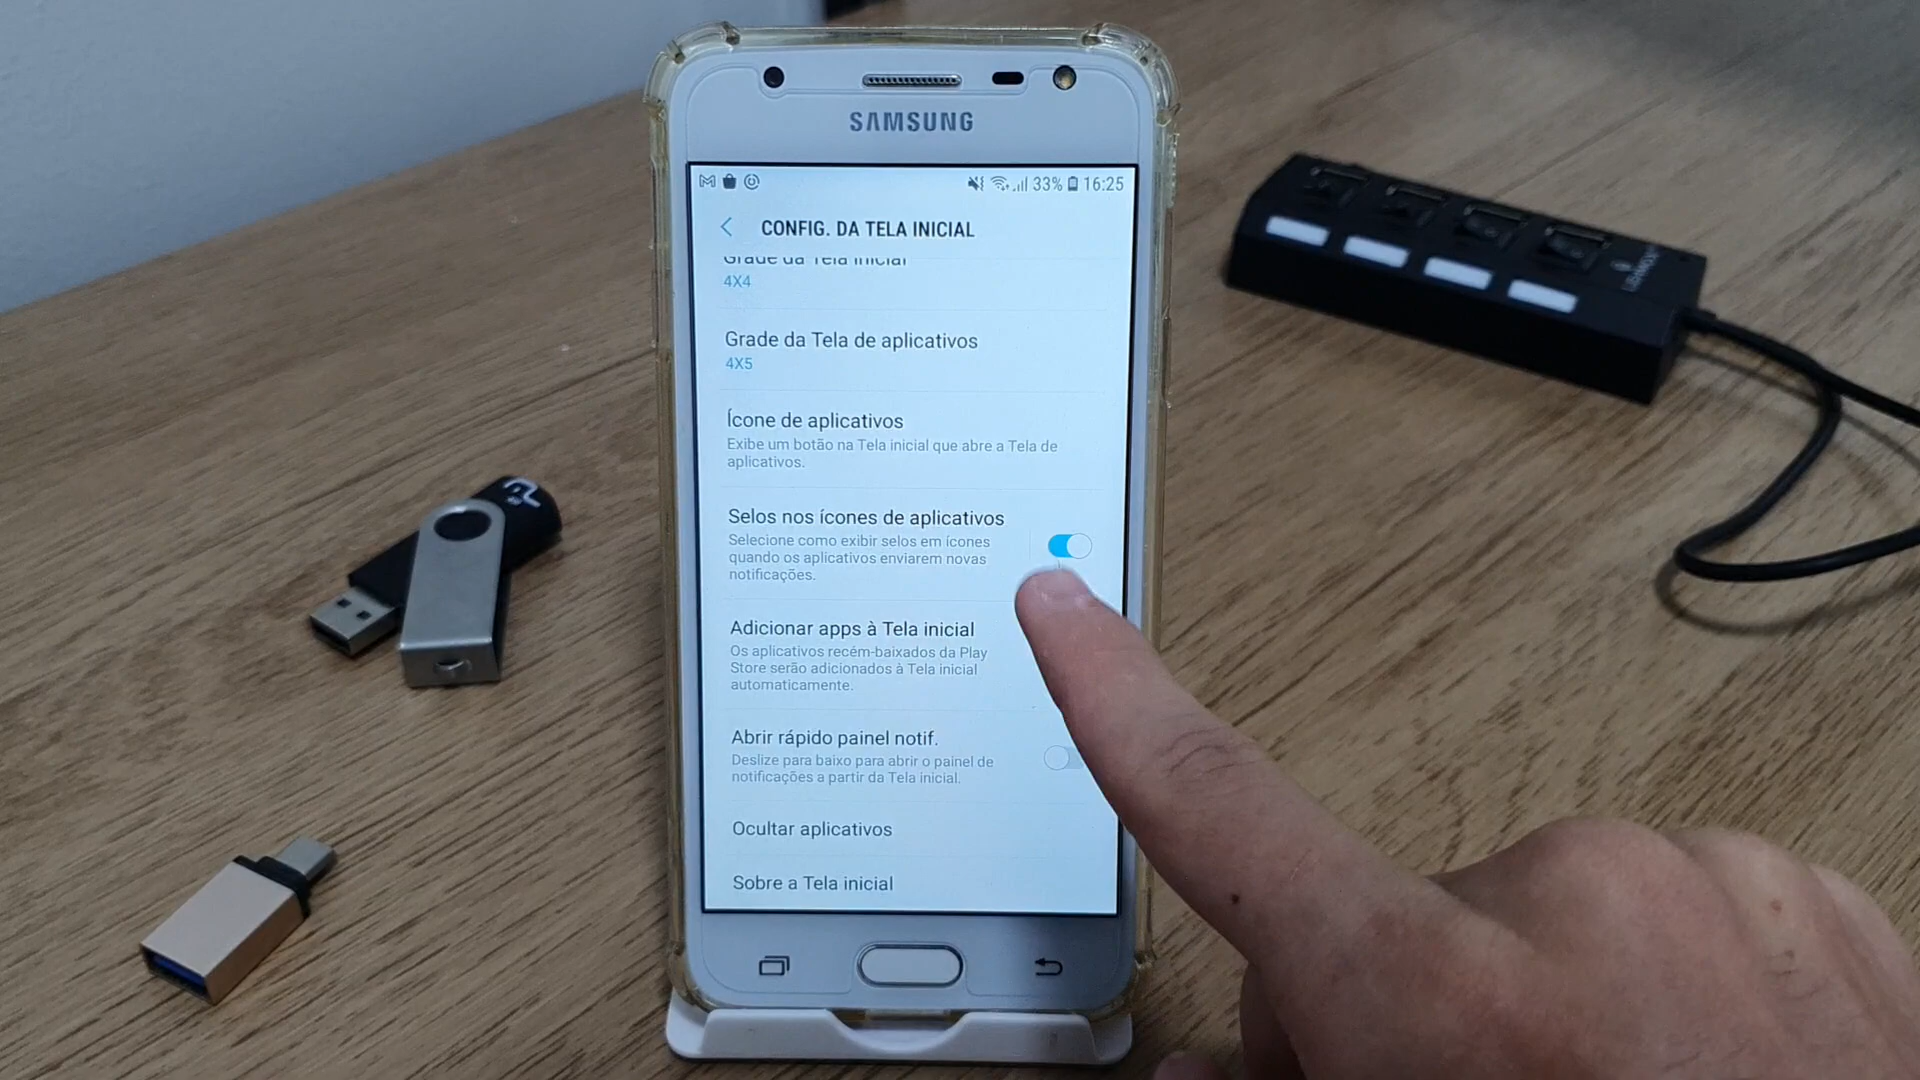 SAMSUNG
33% 16:25
CONFIG. DA TELA INICIAL
Grade da Tela inicial
4X4
Grade da Tela de aplicativos
4X5
Ícone de aplicativos
Exibe um botão na Tela inicial que abre a Tela de
aplicativos.
Selos nos ícones de aplicativos
Selecione como exibir selos em ícones
quando os aplicativos enviarem novas
notificações.
Adicionar apps à Tela inicial
Os aplicativos recém-baixados da Play
Store serão adicionados à Tela inicial
automaticamente.
Abrir rápido painel notif.
Deslize para baixo para abrir o painel de
notificações a partir da Tela inicial.
Ocultar aplicativos
Sobre a Tela inicial